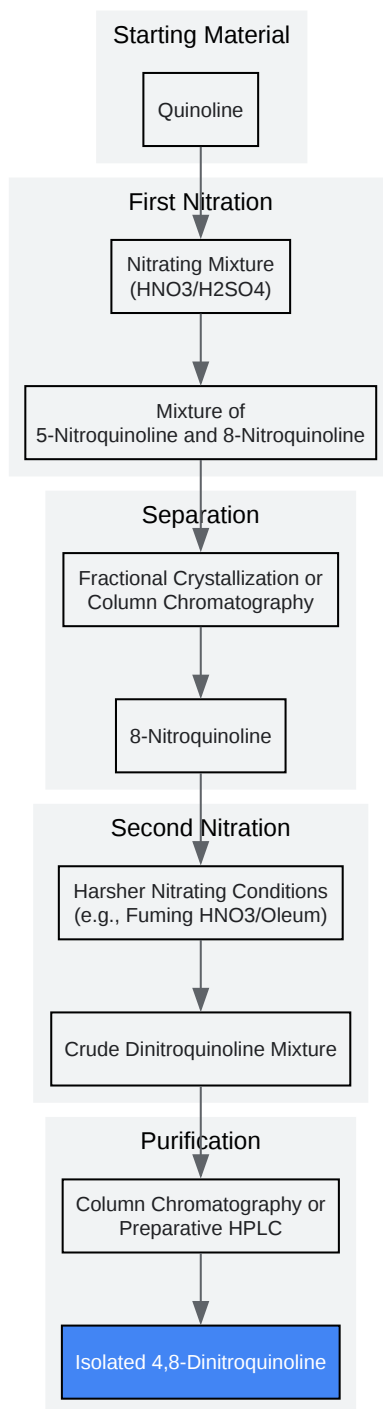 Starting Material
Quinoline
First Nitration
Nitrating Mixture
(HNO3/H2SO4)
Mixture of
5-Nitroquinoline and 8-Nitroquinoline
Separation
Fractional Crystallization or
Column Chromatography
8-Nitroquinoline
Second Nitration
Harsher Nitrating Conditions
(e.g., Fuming HNO3/Oleum)
Crude Dinitroquinoline Mixture
Purification
Column Chromatography or
Preparative HPLC
Isolated 4,8-Dinitroquinoline